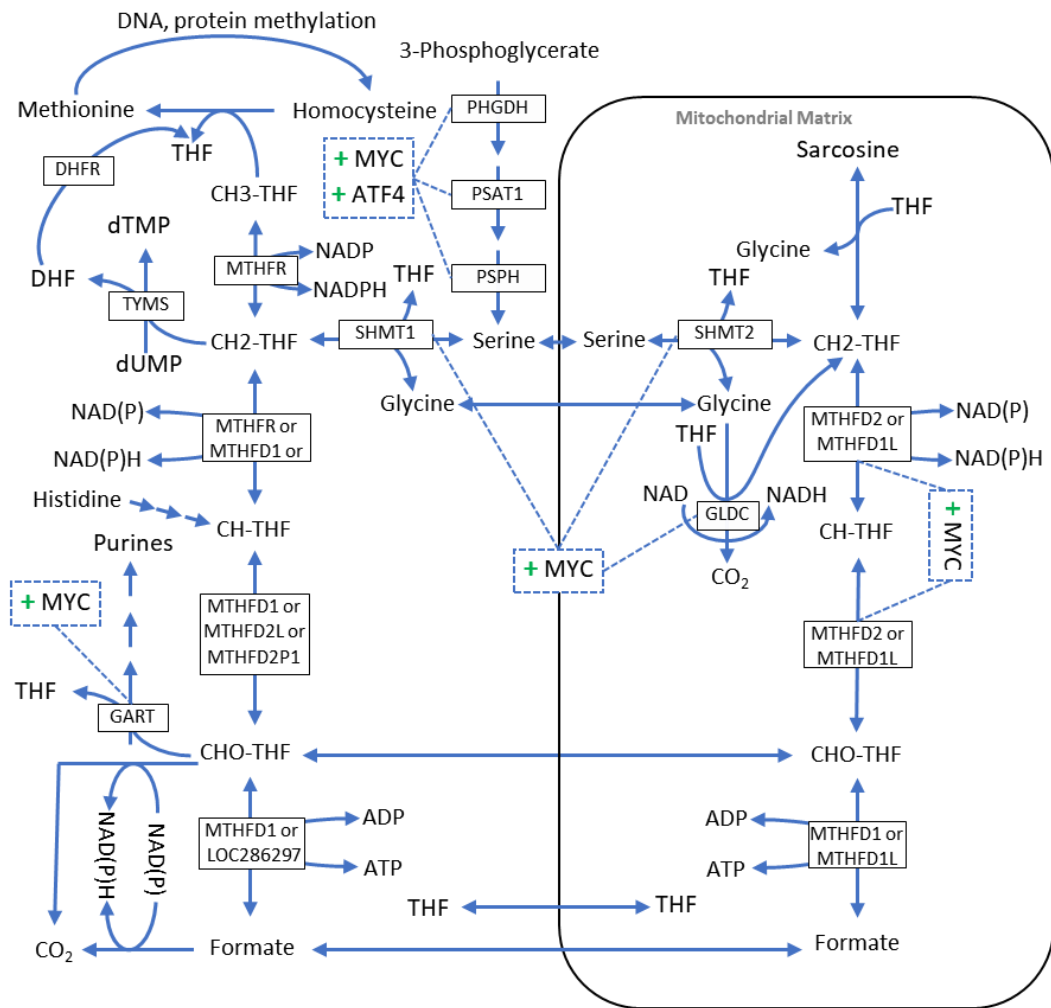 DNA, protein methylation
3-Phosphoglycerate
Methionine
Homocysteine
PHGDH
Mitochondrial Matrix
Sarcosine
THF
DHFR
+ MYC
+ ATF4
CH3-THF
PSAT1
THF
dTMP
Glycine
NADP
MTHFR
NADPH
THF
PSPH
THF
DHF
TYMS
SHMT1
SHMT2
CH2-THF
Serine
Serine
CH2-THF
dUMP
Glycine
Glycine
NAD(P)
MTHFR or
MTHFD1 or
NAD(P)H
THF
MTHFD2 or
MTHFD1L
NAD(P)
NAD(P)H
Histidine
NAD
NADH
GLDC
+ MYC
CH-THF
CH-THF
Purines
+ MYC
CO2
+ MYC
MTHFD1 or
MTHFD2L or
MTHFD2P1
MTHFD2 or
MTHFD1L
THF
GART
CHO-THF
CHO-THF
NAD(P)H
NAD(P)
MTHFD1 or
LOC286297
ADP
ATP
ADP
ATP
MTHFD1 or
MTHFD1L
THF
THF
CO2
Formate
Formate